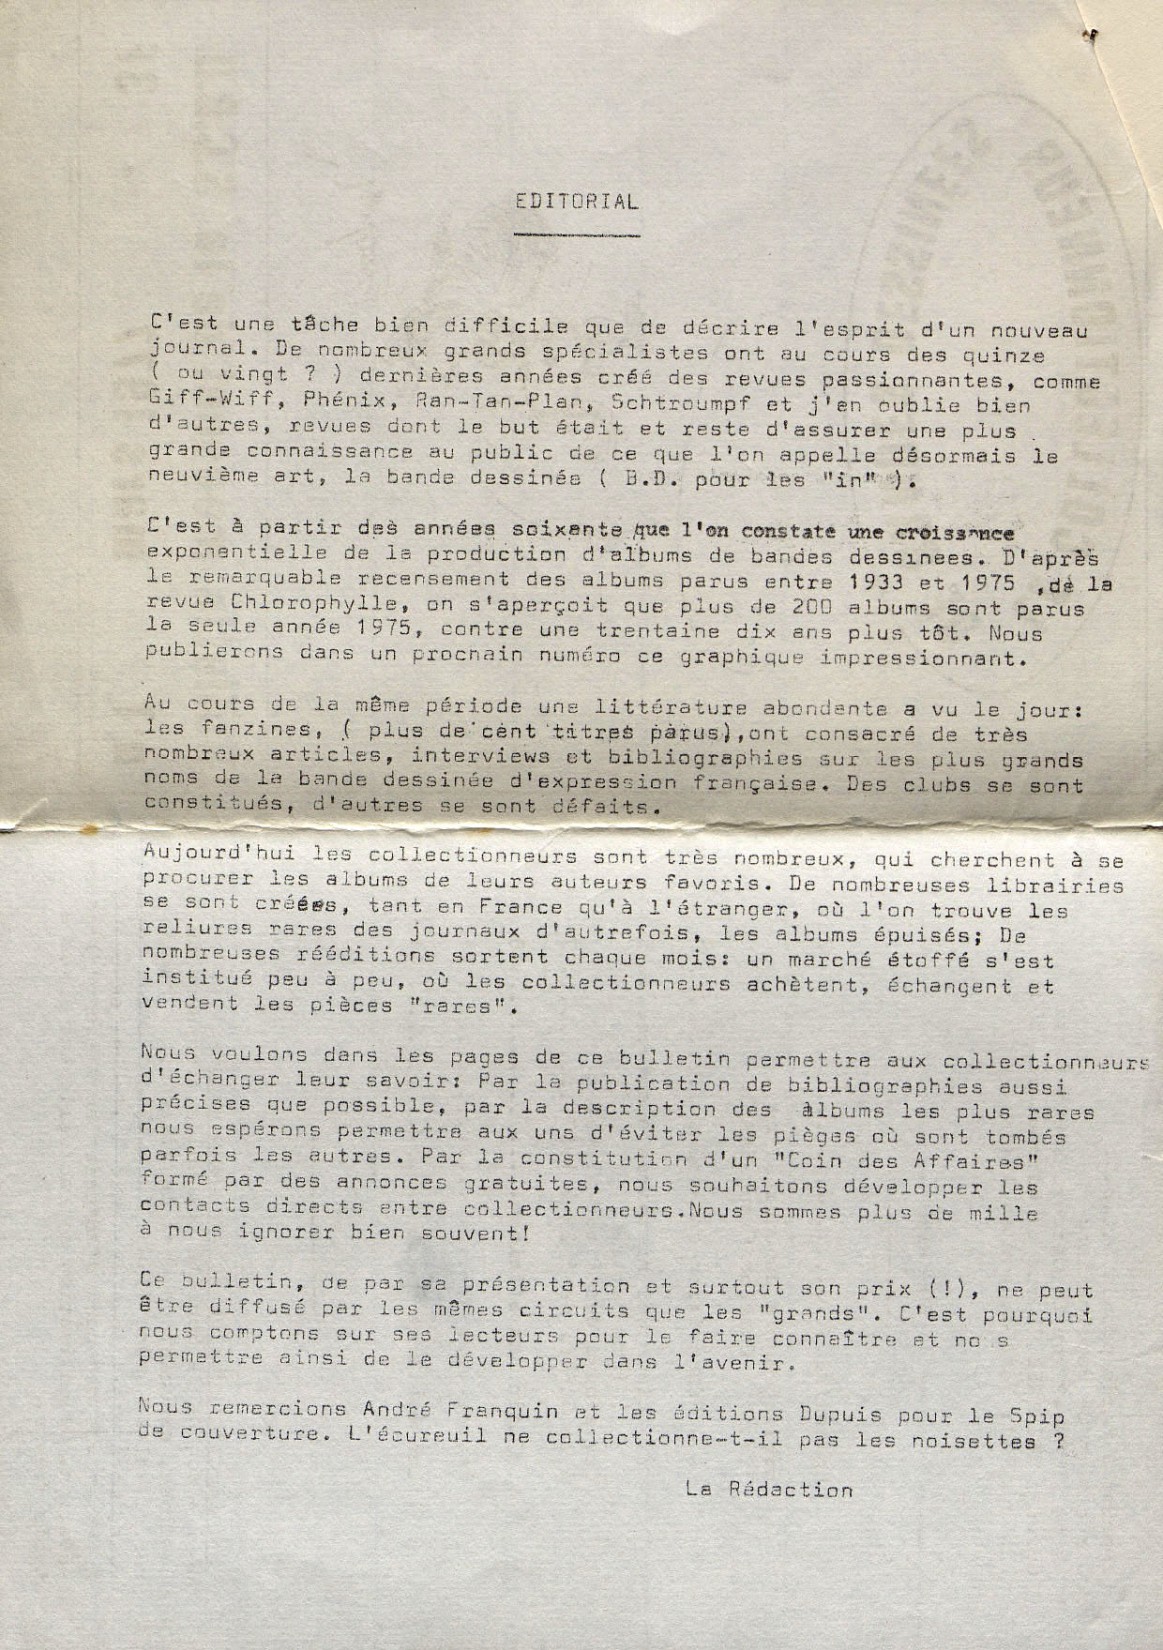 EDITORIAL
C'est une tâche bien difficile que de décrire l'esprit d'un nouveau
journal. De nombreux grands spécialistes ont au cours des quinze
( ou vingt ? ) dernières années créé des revues passionnantes, comme
Giff-Wiff, Phénix, Ran-Tan-Plan, Schtroumpf et j'en oublie bien
d'autres, revues dont le but était et reste d'assurer une plus
grande connaissance au public de ce que l'on appelle désormais le
neuvième art, la bande dessinée ( B.D. pour les "in" ).
C'est à partir des années soixante que l'on constate une croissance
exponentielle de la production d'albums de bandes dessinees. D'après
le remarquable recensement des albums parus entre 1933 et 1975 ,de la
revue Chlorophylle, on s'aperçoit que plus de 200 albums sont parus
la seule année 1975, contre une trentaine dix ans plus tôt. Nous
publierons dans un prochain numéro ce graphique impressionnant.
Au cours de la même période une littérature abondante a vu le jour:
les fanzines, ( plus de cent titres parus),ont consacré de très
nombreux articles, interviews et bibliographies sur les plus grands
noms de la bande dessinée d'expression française. Des clubs se sont
constitués, d'autres se sont défaits.
Aujourd'hui les collectionneurs sont très nombreux, qui cherchent à se
procurer les albums de leurs auteurs favoris. De nombreuses librairies
se sont créées, tant en France qu'à l'étranger, où l'on trouve les
reliures rares des journaux d'autrefois, les albums épuisés; De
nombreuses rééditions sortent chaque mois: un marché étoffé s'est
institué peu à peu, où les collectionneurs achètent, échangent et
vendent les pièces "rares".
Nous voulons dans les pages de ce bulletin permettre aux collectionneurs
d'échanger leur savoir: Par la publication de bibliographies aussi
précises que possible, par la description des albums les plus rares
nous espérons permettre aux uns d'éviter les pièges où sont tombés
parfois les autres. Par la constitution d'un "Coin des Affaires"
formé par des annonces gratuites, nous souhaitons développer les
contacts directs entre collectionneurs.Nous sommes plus de mille
à nous ignorer bien souvent!
Ce bulletin, de par sa présentation et surtout son prix (!), ne peut
être diffusé par les mêmes circuits que les "grands". C'est pourquoi
nous comptons sur ses lecteurs pour le faire connaître et no s
permettre ainsi de le développer dans l'avenir.
Nous remercions André Franquin et les éditions Dupuis pour le Spip
de couverture. L'écureuil ne collectionne-t-il pas les noisettes ?
La Rédaction